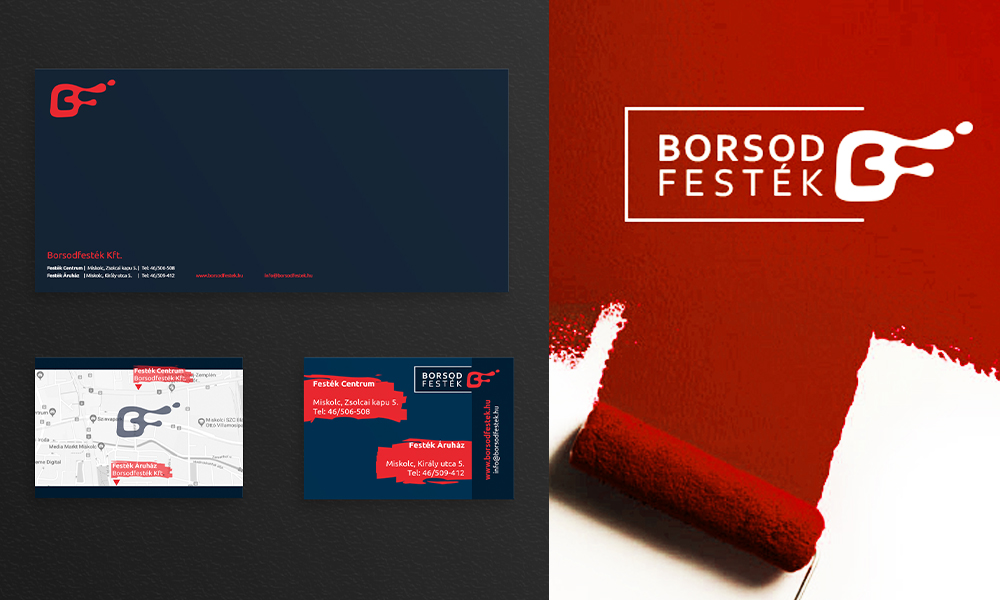 Borsodfesték Kft.
Festék Centrum | Miskolc, Zsolcai kapu 5. | Tel: 46/506-508
Festék Áruház | Miskolc, Király utca 5. | Tel: 46/509-412
www.borsodfestek.hu info@borsodfestek.hu
Festék Centrum
Borsodfesték Kft.
Zemplén
Szinvapark
Miskolci SZC
Media Markt Miskolc
Festék Áruház
Borsodfesték Kft.
BORSOD
FESTÉK
Festék Centrum
Miskolc, Zsolcai kapu 5.
Tel: 46/506-508
Festék Áruház
Miskolc, Király utca 5.
Tel: 46/509-412
www.borsodfestek.hu
info@borsodfestek.hu
BORSOD
FESTÉK
BF